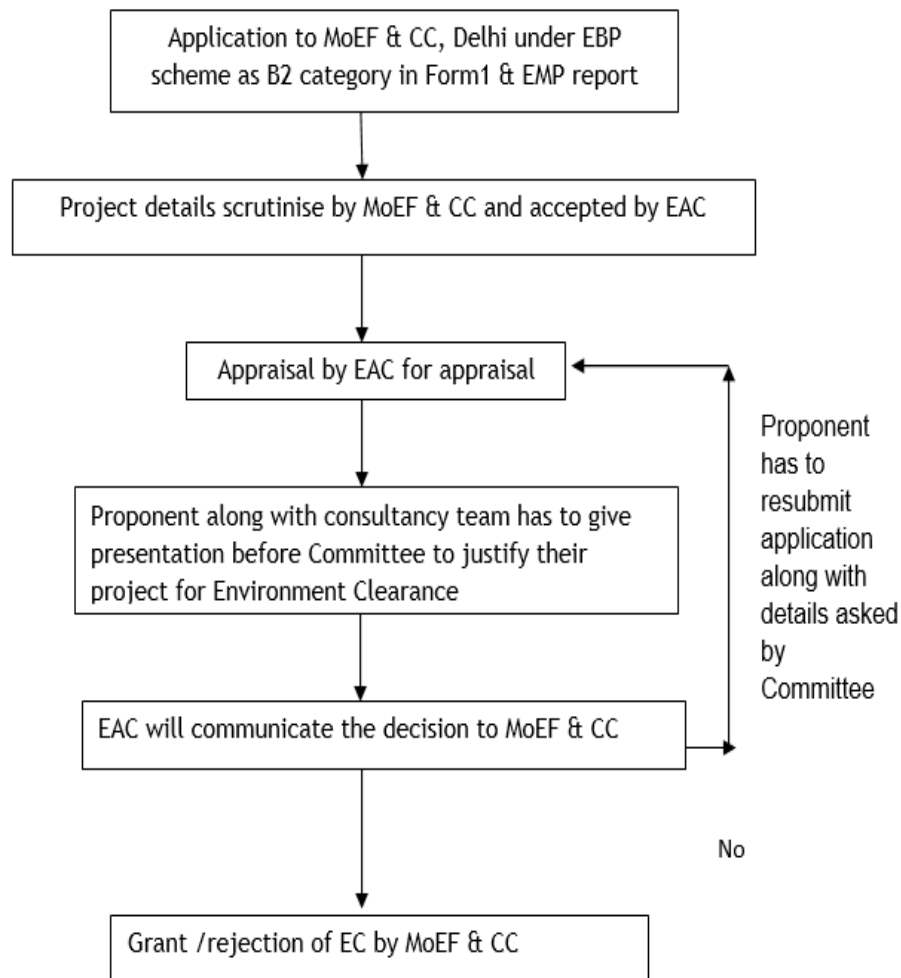 Application to MoEF & CC, Delhi under EBP
scheme as B2 category in Form1 & EMP report
Project details scrutinise by MoEF & CC and accepted by EAC
Appraisal by EAC for appraisal
Proponent along with consultancy team has to give
presentation before Committee to justify their
project for Environment Clearance
EAC will communicate the decision to MoEF & CC
Proponent
has to
resubmit
application
along with
details asked
by
Committee
No
Grant /rejection of EC by MoEF & CC